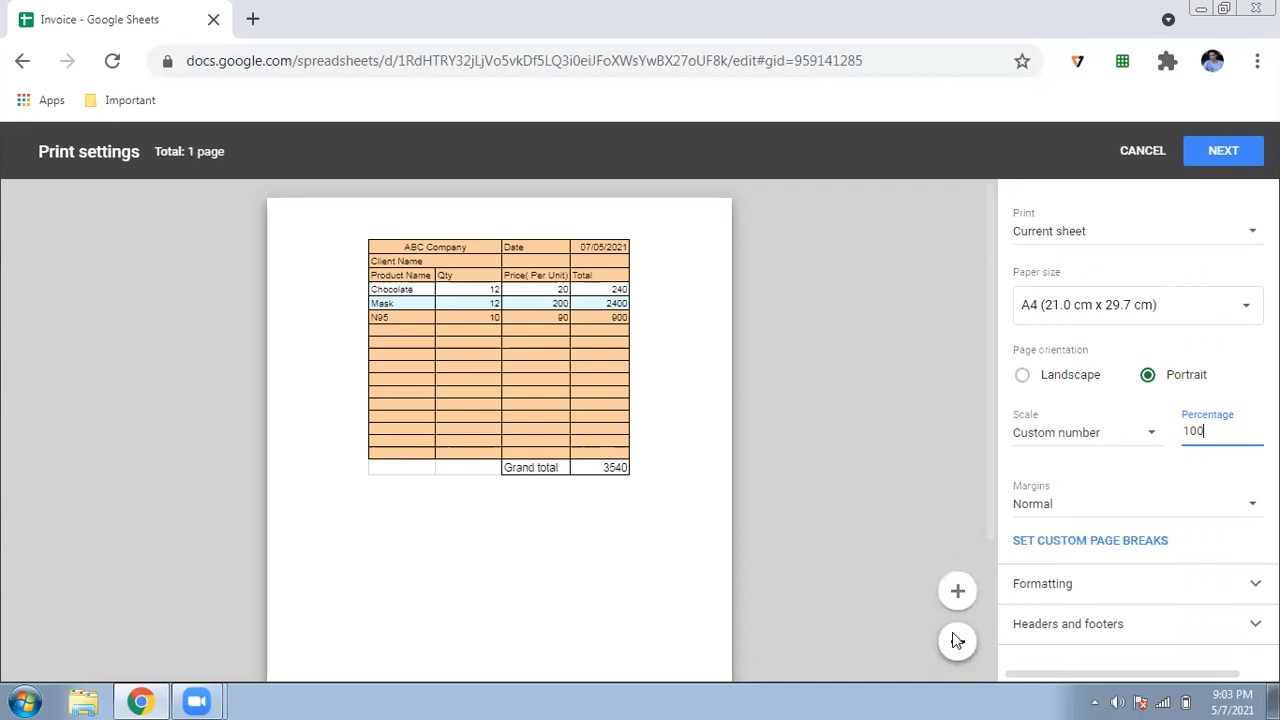 Invoice - Google Sheets
docs.google.com/spreadsheets/d/1RdHTRY32jLjVo5hkDf5LQ3i0eiJFoXWsYwBX27oUF8k/edit#gid=959141285
Apps
Important
Print settings
Total: 1 page
CANCEL
NEXT
ABC Company Date 07/05/2021
Client Name
Product Name Qty Price( Per Unit) Total
Chocolate 12 20 240
Mask 12 200 2400
N95 10 90 900
Grand total 3540
Print
Current sheet
Paper size
A4 (21.0 cm x 29.7 cm)
Page orientation
Landscape
Portrait
Scale
Custom number
Percentage
100
Margins
Normal
SET CUSTOM PAGE BREAKS
Formatting
Headers and footers
9:03 PM
5/7/2021